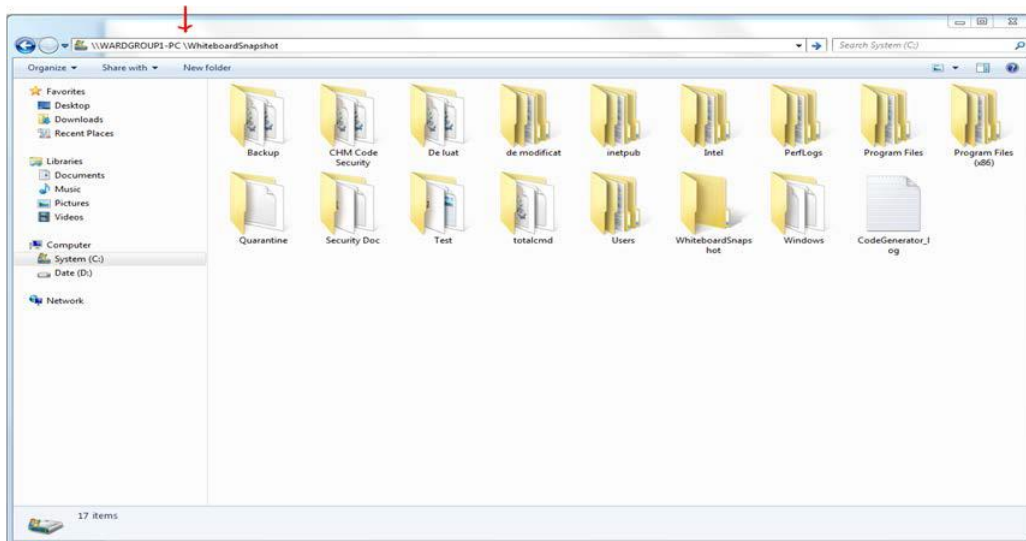 \\WARDGROUP1-PC \WhiteboardSnapshot
Search System (C:)
Organize
Share with
New folder
Favorites
Desktop
Downloads
Recent Places
Libraries
Documents
Music
Pictures
Videos
Computer
System (C:)
Date (D:)
Network
Backup
CHM Code
Security
De luat
de modificat
inetpub
Intel
PerfLogs
Program Files
Program Files
(x86)
Quarantine
Security Doc
Test
totalcmd
Users
WhiteboardSnaps
hot
Windows
CodeGenerator_l
og
17 items